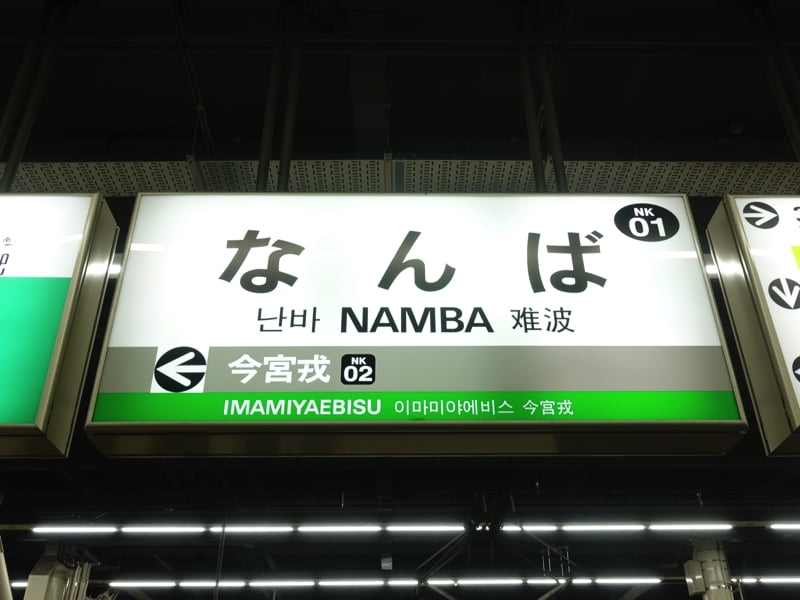 NK
01
なんば
난바 NAMBA 难波
今宮戎 NK 02
IMAMIYAEBISU 이마미야에비스 今宫戎